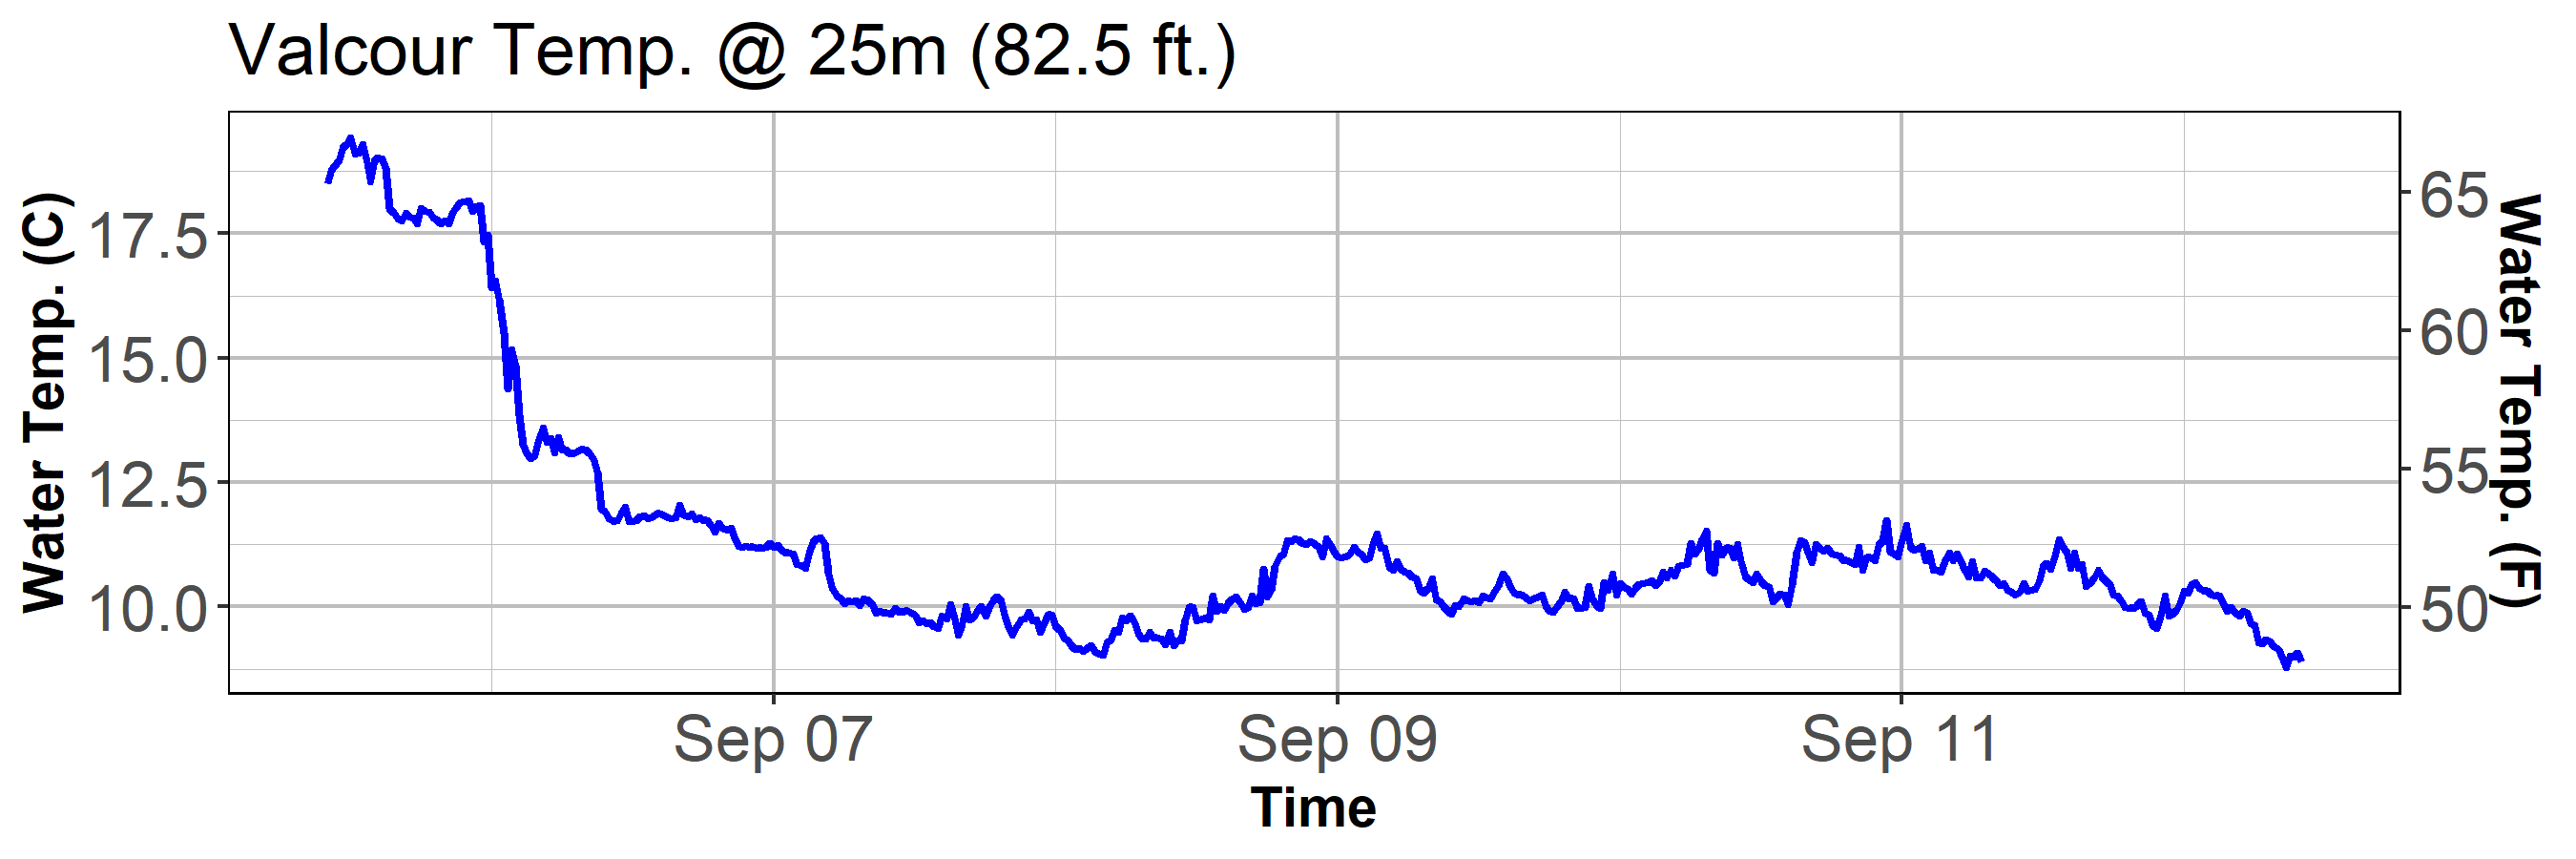 Valcour Temp. @ 25m (82.5 ft.)
Water Temp. (C)
17.5
15.0
12.5
10.0
65
60
55
50
Water Temp. (F)
Sep 07
Sep 09
Sep 11
Time